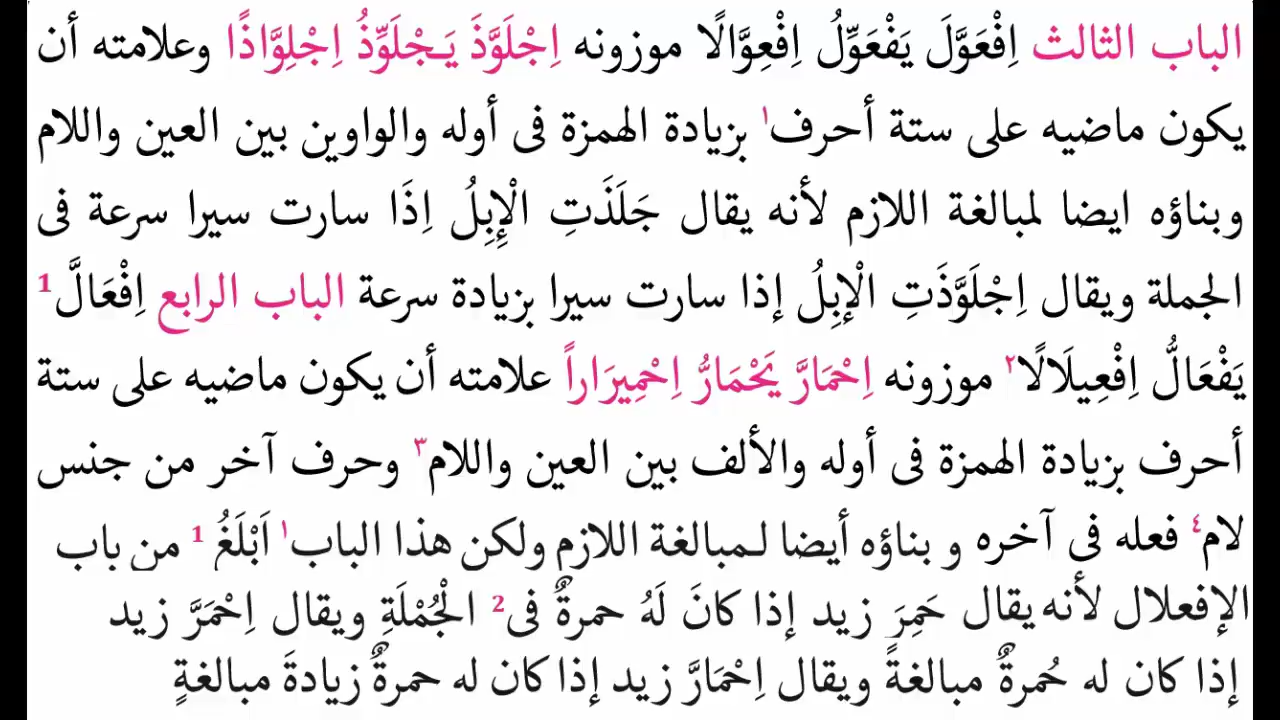 الباب الثالث اِفْعَوَّلَ يَفْعَوِّلُ اِفْعِوَّالًا موزونه اِجْلَوَّذَ يَجْلَوِّذُ اِجْلِوَّاذًا وعلامته أن
يكون ماضيه على ستة أحرف١ بزيادة الهمزة فى أوله والواوين بين العين واللام
وبناؤه ايضا لمبالغة اللازم لأنه يقال جَلَذَتِ الْإِبِلُ اِذَا سارت سيرا سرعة فى
الجملة ويقال اِجْلَوَّذَتِ الْإِبِلُ إذا سارت سيرا بزيادة سرعة الباب الرابع اِفْعَالَّ1
يَفْعَالُّ اِفْعِيلَالًا٢ موزونه اِحْمَارَّ يَحْمَارُّ اِحْمِيرَاراً علامته أن يكون ماضيه على ستة
أحرف بزيادة الهمزة فى أوله والألف بين العين واللام٣ وحرف آخر من جنس
لام٤ فعله فى آخره و بناؤه أيضا لـمبالغة اللازم ولكن هذا الباب١ اَبْلَغُ 1 من باب
الإفعلال لأنه يقال حَمِرَ زيد إذا كانَ لَهُ حمرةٌ فى2 الْجُمْلَةِ ويقال اِحْمَرَّ زيد
إذا كان له حُمرةٌ مبالغةً ويقال اِحْمَارَّ زيد إذا كان له حمرةٌ زيادةَ مبالغةٍ